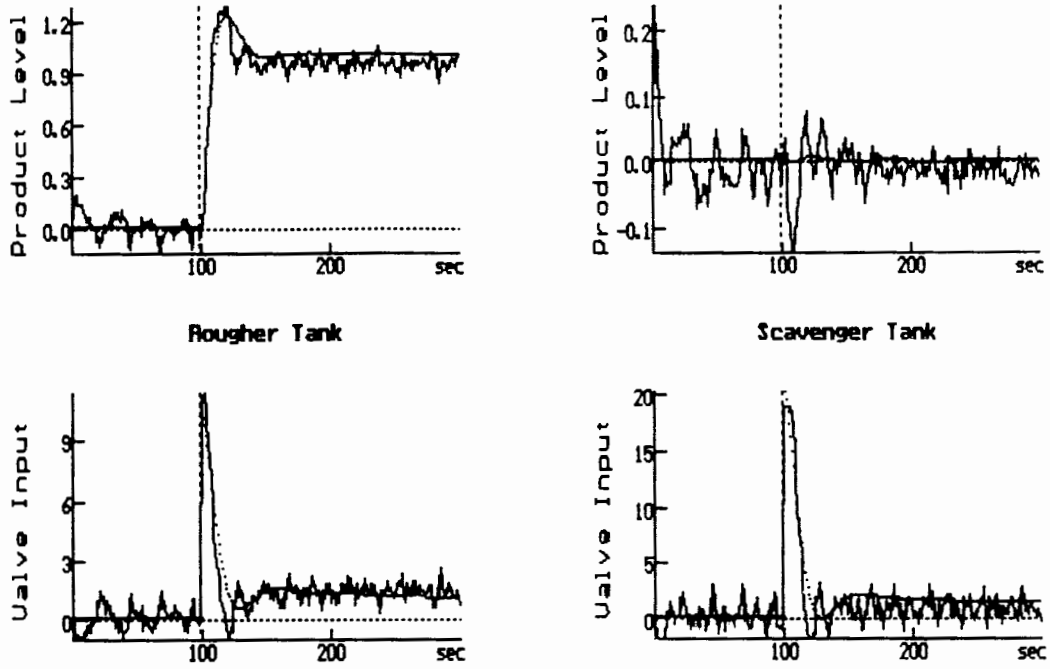 Product Level
1.2
0.9
0.6
0.3
0.0
100 200 sec
Product Level
0.2
0.1
0.0
-0.1
100 200 sec
Rougher Tank
Scavenger Tank
Valve Input
9
6
3
0
100 200 sec
Valve Input
20
15
10
5
0
100 200 sec